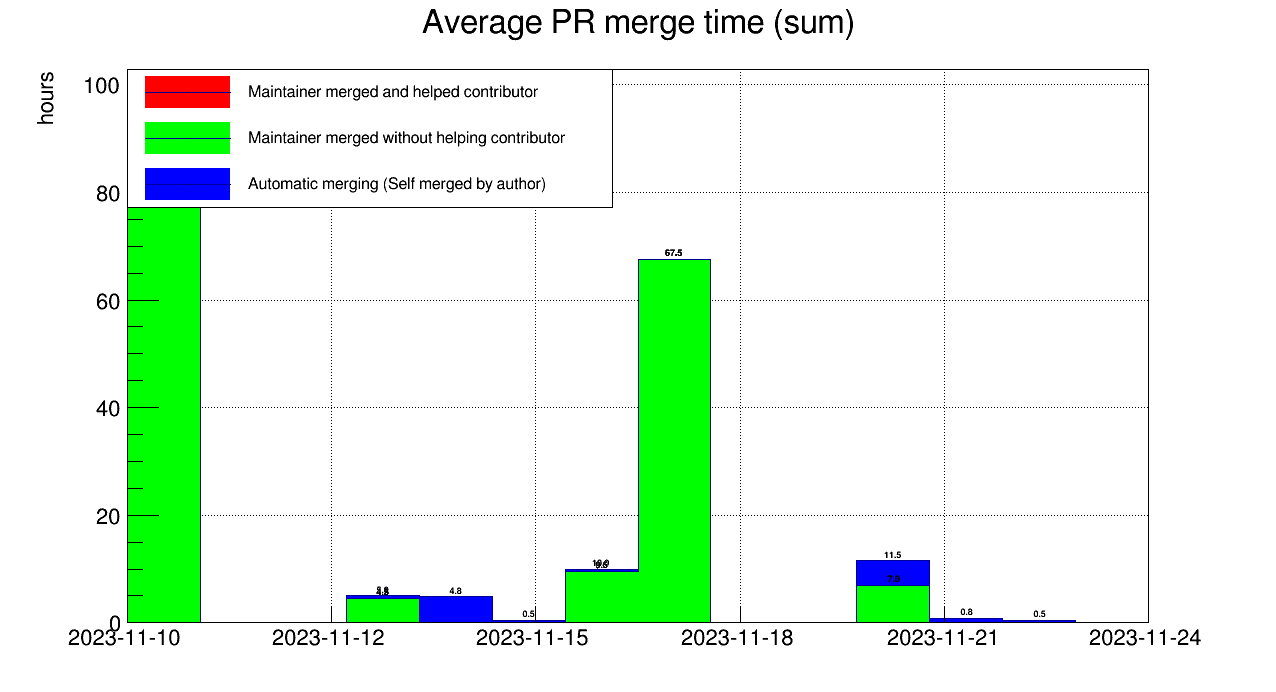 Average PR merge time (sum)
hours
100
Maintainer merged and helped contributor
Maintainer merged without helping contributor
80
Automatic merging (Self merged by author)
67.5
60
40
20
11.5
7.0
4.8
0.5
0.8
0.5
0
2023-11-10 2023-11-12 2023-11-15 2023-11-18 2023-11-21 2023-11-24